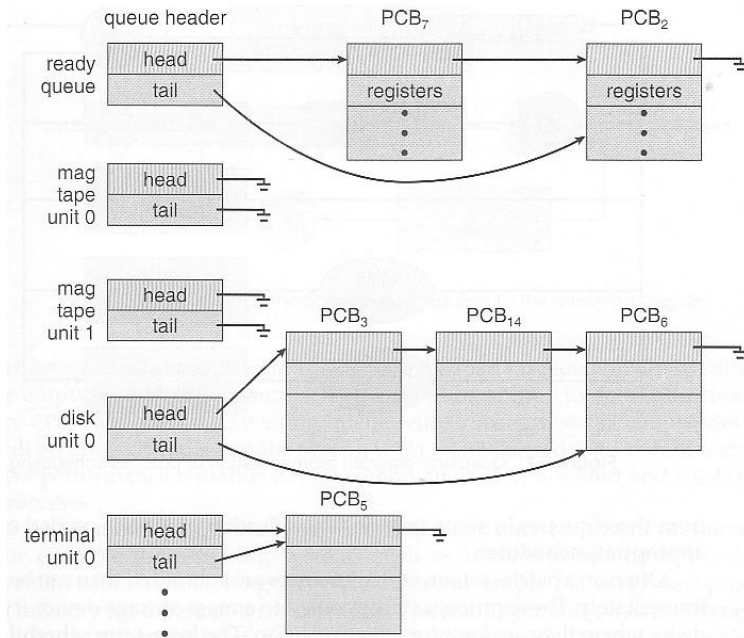 queue header PCB7 PCB2
ready queue
head
tail
registers
registers
mag tape unit 0
head
tail
mag tape unit 1
head
tail
PCB3 PCB14 PCB6
disk unit 0
head
tail
PCB5
terminal unit 0
head
tail